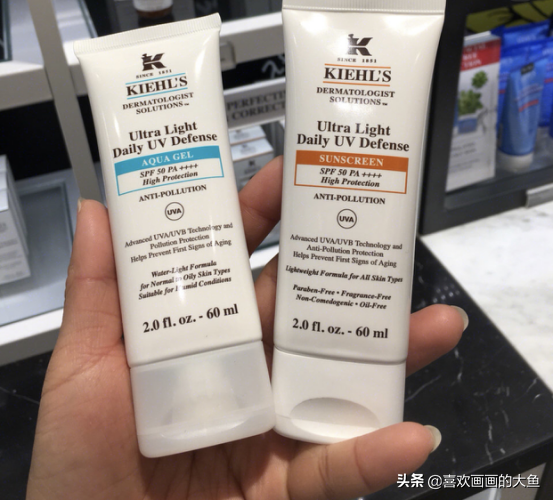 K
SINCE 1851
KIEHL'S
DERMATOLOGIST
SOLUTIONS™
Ultra Light
Daily UV Defense
AQUA GEL
SPF 50 PA ++++
High Protection
ANTI-POLLUTION
UVA
Advanced UVA/UVB Technology and
Pollution Protection
Helps Prevent First Signs of Aging
Water-Light Formula
for Normal to Oily Skin Types
Suitable for Humid Conditions
2.0 fl. oz. - 60 ml
K
SINCE 1851
KIEHL'S
DERMATOLOGIST
SOLUTIONS™
Ultra Light
Daily UV Defense
SUNSCREEN
SPF 50 PA ++++
High Protection
ANTI-POLLUTION
UVA
Advanced UVA/UVB Technology and
Anti-Pollution Protection
Helps Prevent First Signs of Aging
Lightweight Formula for All Skin Types
Paraben-Free • Fragrance-Free
Non-Comedogenic • Oil-Free
2.0 fl. oz. - 60 ml
头条 @喜欢画画的大鱼